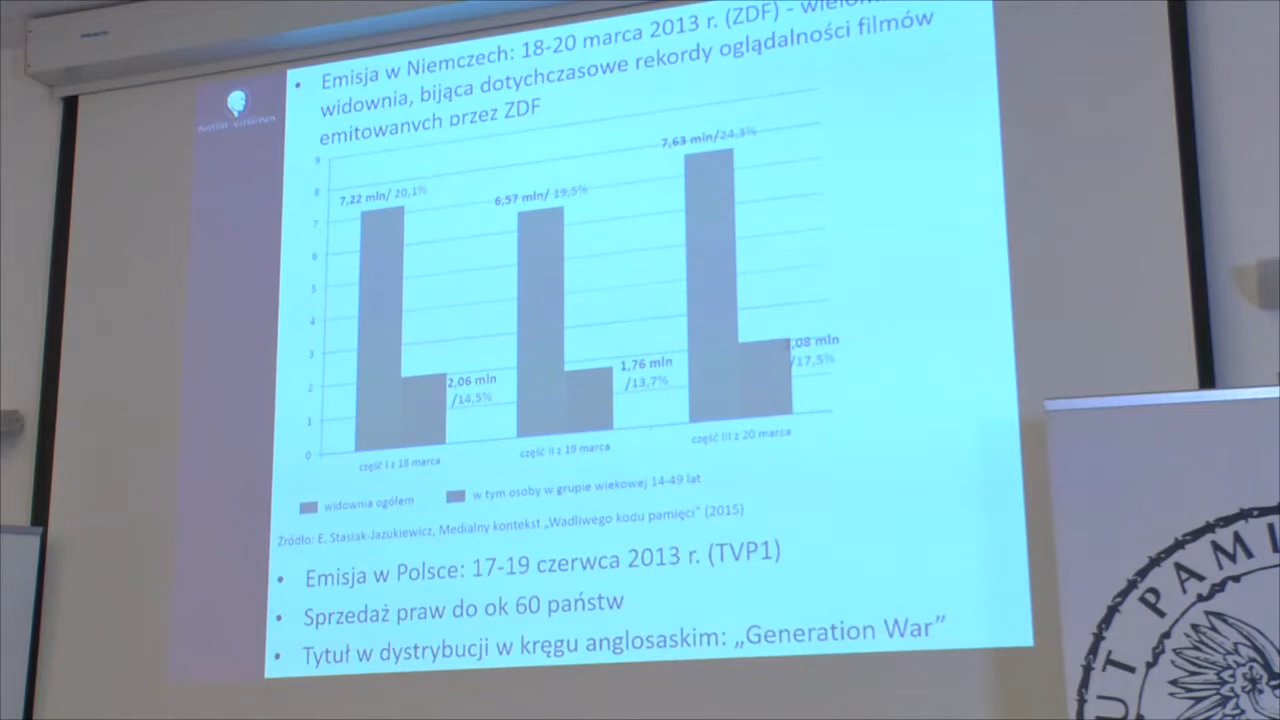 • Emisja w Niemczech: 18-20 marca 2013 r. (ZDF) -
widownia, bijąca dotychczasowe rekordy oglądalności filmów
emitowanych przez ZDF
9
8
7
6
5
4
3
2
1
0
7,22 mln/ 20,1%
2,06 mln
/14,5%
6,57 mln/ 19,5%
1,76 mln
/13,7%
7,63 mln/24,3%
,08 mln
/17,5%
część I z 18 marca
część II z 19 marca
część III z 20 marca
widownia ogółem
w tym osoby w grupie wiekowej 14-49 lat
Źródło: E. Stasiak-Jazukiewicz, Medialny kontekst „Wadliwego kodu pamięci” (2015)
• Emisja w Polsce: 17-19 czerwca 2013 r. (TVP1)
• Sprzedaż praw do ok 60 państw
• Tytuł w dystrybucji w kręgu anglosaskim: „Generation War”
UT PAMI